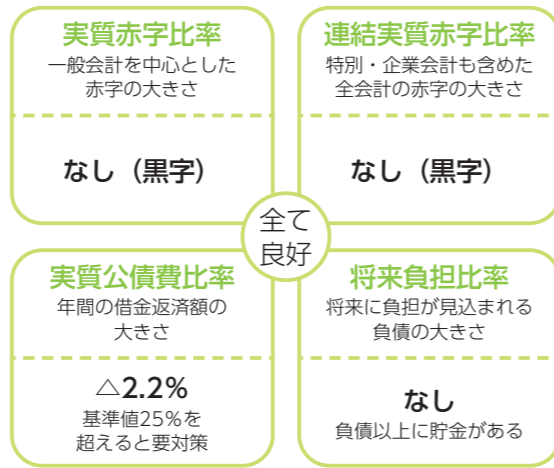 実質赤字比率
一般会計を中心とした
赤字の大きさ
なし（黒字）
連結実質赤字比率
特別・企業会計も含めた
全会計の赤字の大きさ
なし（黒字）
全て
良好
実質公債費比率
年間の借金返済額の
大きさ
△2.2%
基準値25%を
超えると要対策
将来負担比率
将来に負担が見込まれる
負債の大きさ
なし
負債以上に貯金がある